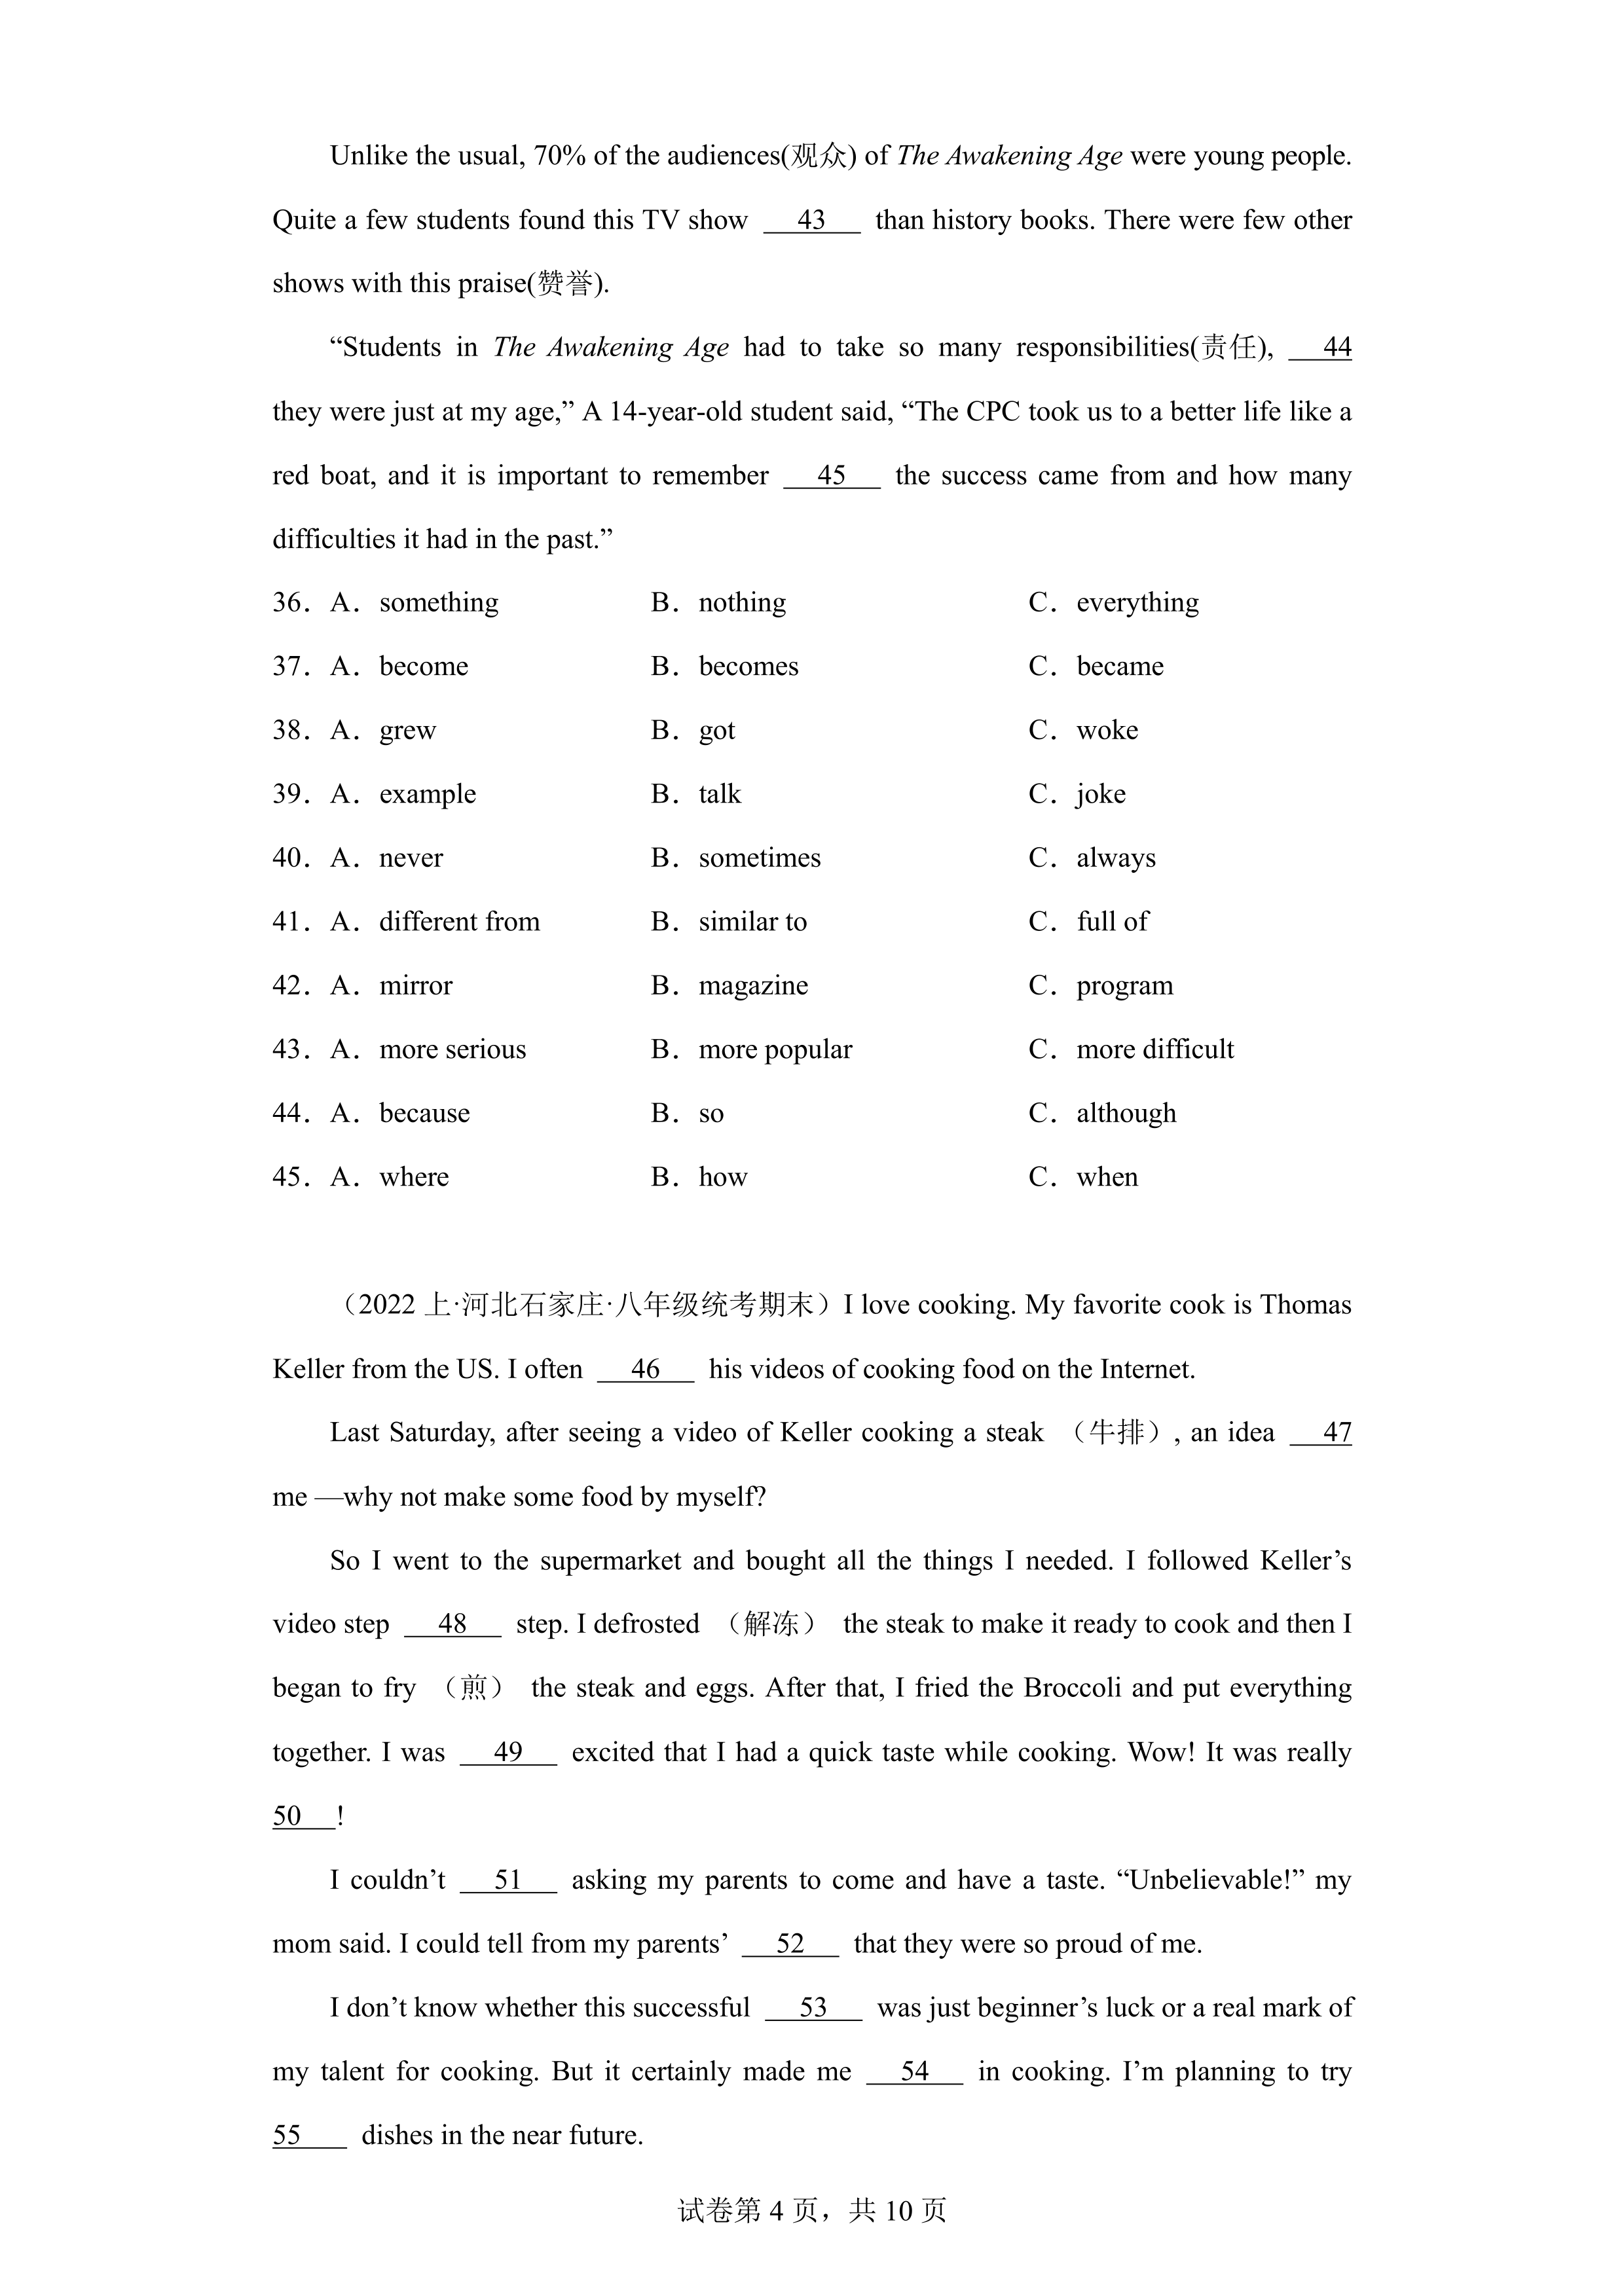 Unlike the usual, 70% of the audiences(观众) of The Awakening Age were young people.
Quite a few students found this TV show 43 than history books. There were few other
shows with this praise(赞誉).
“Students in The Awakening Age had to take so many responsibilities(责任), 44
they were just at my age,” A 14-year-old student said, “The CPC took us to a better life like a
red boat, and it is important to remember 45 the success came from and how many
difficulties it had in the past.”
36．A．something B．nothing C．everything
37．A．become B．becomes C．became
38．A．grew B．got C．woke
39．A．example B．talk C．joke
40．A．never B．sometimes C．always
41．A．different from B．similar to C．full of
42．A．mirror B．magazine C．program
43．A．more serious B．more popular C．more difficult
44．A．because B．so C．although
45．A．where B．how C．when
（2022 上·河北石家庄·八年级统考期末）I love cooking. My favorite cook is Thomas
Keller from the US. I often 46 his videos of cooking food on the Internet.
Last Saturday, after seeing a video of Keller cooking a steak （牛排）, an idea 47
me —why not make some food by myself?
So I went to the supermarket and bought all the things I needed. I followed Keller’s
video step 48 step. I defrosted （解冻） the steak to make it ready to cook and then I
began to fry （煎） the steak and eggs. After that, I fried the Broccoli and put everything
together. I was 49 excited that I had a quick taste while cooking. Wow! It was really
50 !
I couldn’t 51 asking my parents to come and have a taste. “Unbelievable!” my
mom said. I could tell from my parents’ 52 that they were so proud of me.
I don’t know whether this successful 53 was just beginner’s luck or a real mark of
my talent for cooking. But it certainly made me 54 in cooking. I’m planning to try
55 dishes in the near future.
试卷第 4 页，共 10 页